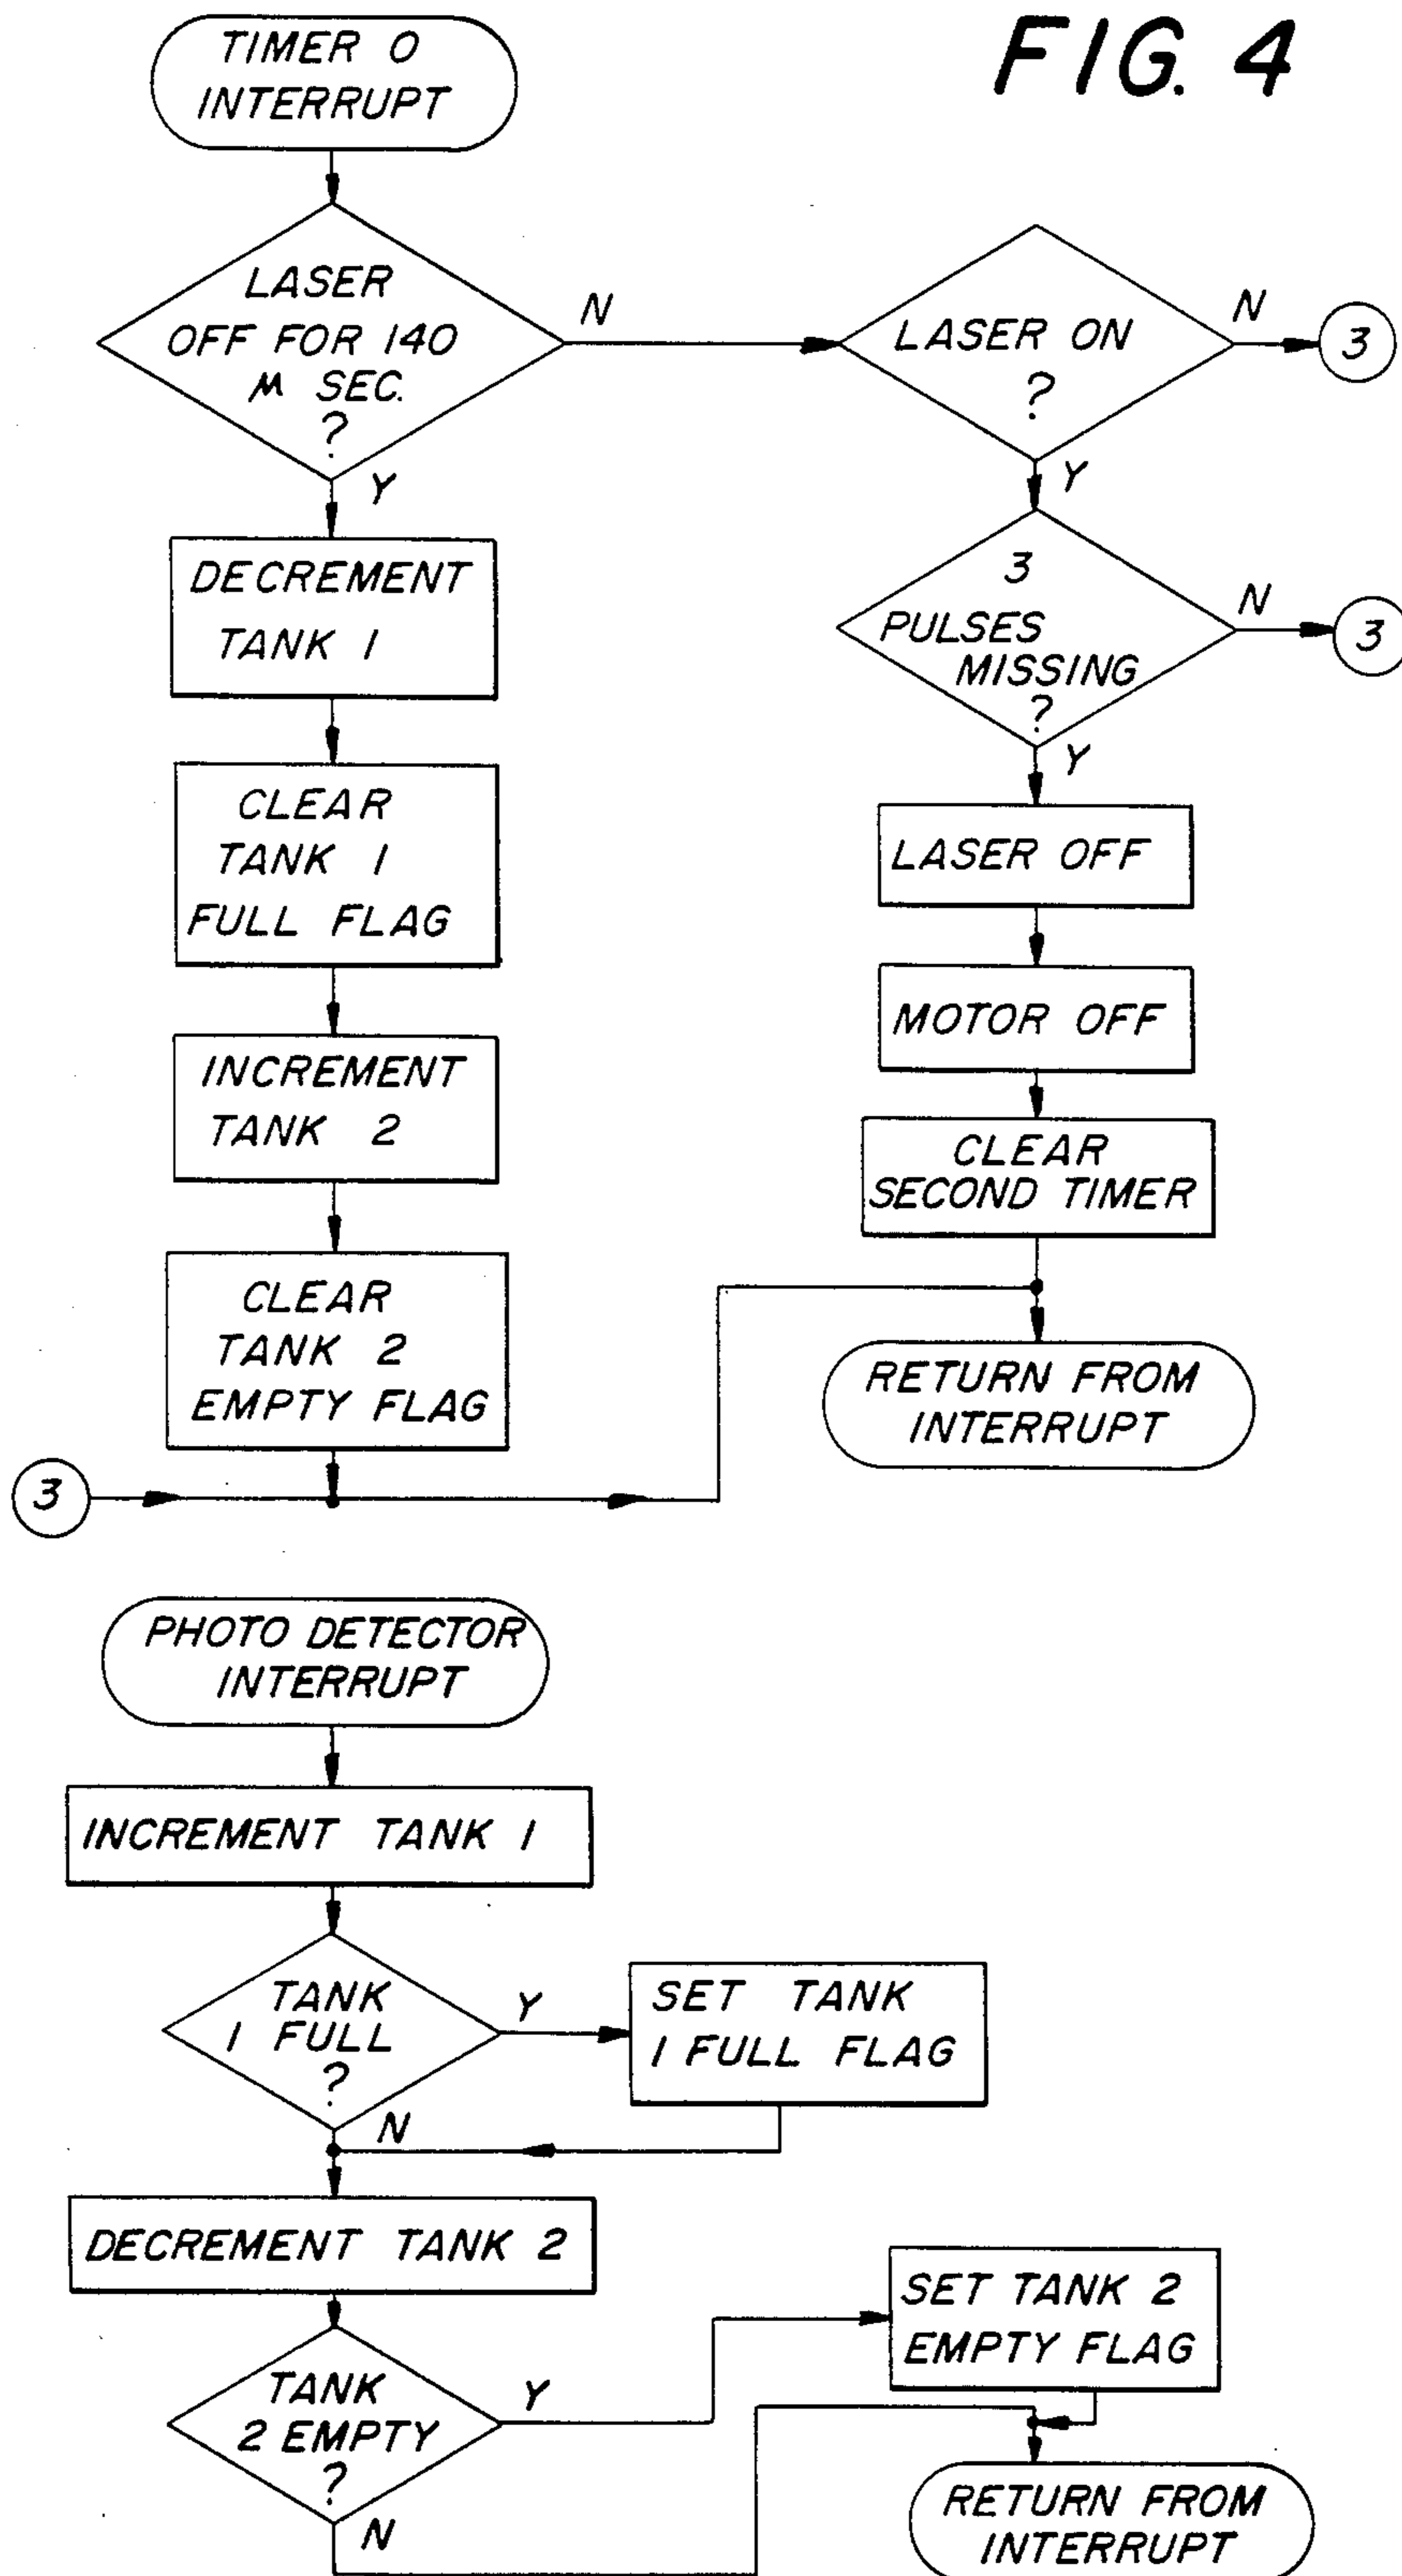 FIG. 4
TIMER 0
INTERRUPT
LASER
OFF FOR 140
μ SEC.
?
N
Y
LASER ON
?
N
3
Y
3
PULSES
MISSING
?
N
3
Y
DECREMENT
TANK 1
CLEAR
TANK 1
FULL FLAG
INCREMENT
TANK 2
CLEAR
TANK 2
EMPTY FLAG
3
LASER OFF
MOTOR OFF
CLEAR
SECOND TIMER
RETURN FROM
INTERRUPT
PHOTO DETECTOR
INTERRUPT
INCREMENT TANK 1
TANK
1 FULL
?
Y
N
SET TANK
1 FULL FLAG
DECREMENT TANK 2
TANK
2 EMPTY
?
Y
N
SET TANK 2
EMPTY FLAG
RETURN FROM
INTERRUPT